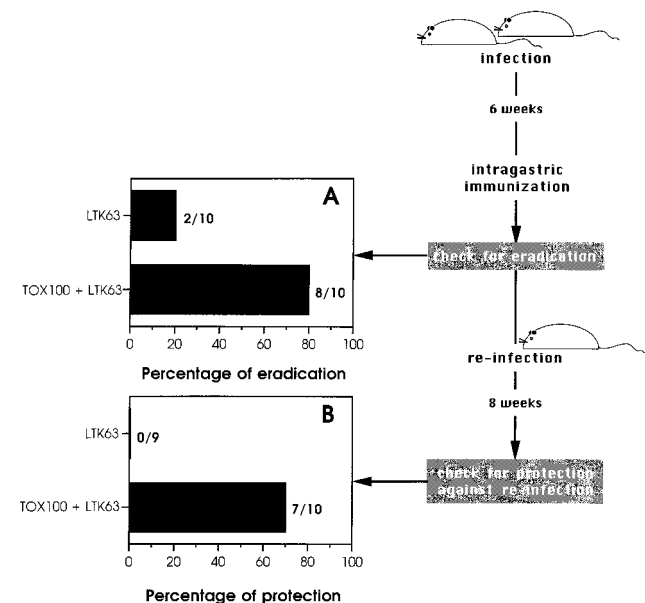 infection
6 weeks
intragastric
immunization
check for eradication
A
LTK63
2/10
TOX100 + LTK63
8/10
0 20 40 60 80 100
Percentage of eradication
re-infection
8 weeks
check for protection
against re-infection
B
LTK63
0/9
TOX100 + LTK63
7/10
0 20 40 60 80 100
Percentage of protection